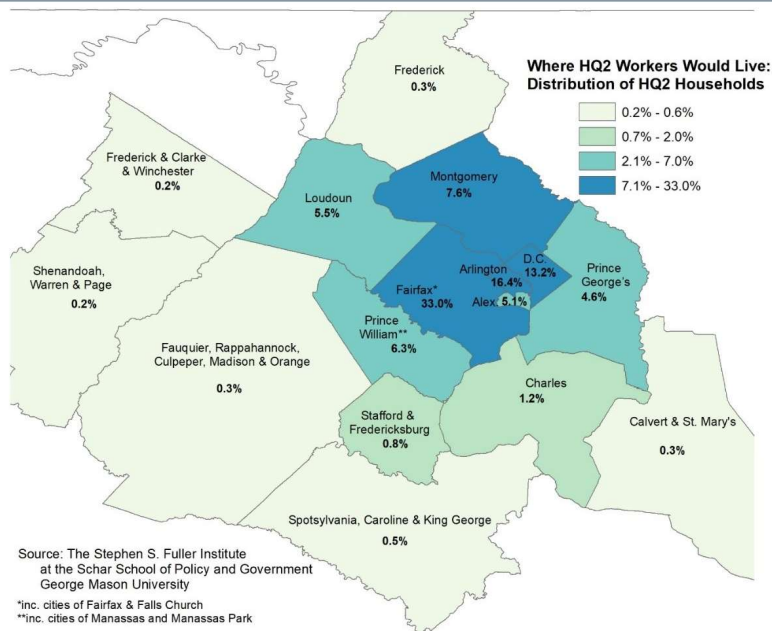 Where HQ2 Workers Would Live:
Distribution of HQ2 Households
0.2% - 0.6%
0.7% - 2.0%
2.1% - 7.0%
7.1% - 33.0%
Frederick
0.3%
Frederick & Clarke
& Winchester
0.2%
Loudoun
5.5%
Montgomery
7.6%
Shenandoah,
Warren & Page
0.2%
Fairfax*
33.0%
Arlington
16.4%
D.C.
13.2%
Alex.
5.1%
Prince
George's
4.6%
Prince
William**
6.3%
Fauquier, Rappahannock,
Culpeper, Madison & Orange
0.3%
Charles
1.2%
Stafford &
Fredericksburg
0.8%
Calvert & St. Mary's
0.3%
Spotsylvania, Caroline & King George
0.5%
Source: The Stephen S. Fuller Institute
at the Schar School of Policy and Government
George Mason University
*inc. cities of Fairfax & Falls Church
**inc. cities of Manassas and Manassas Park